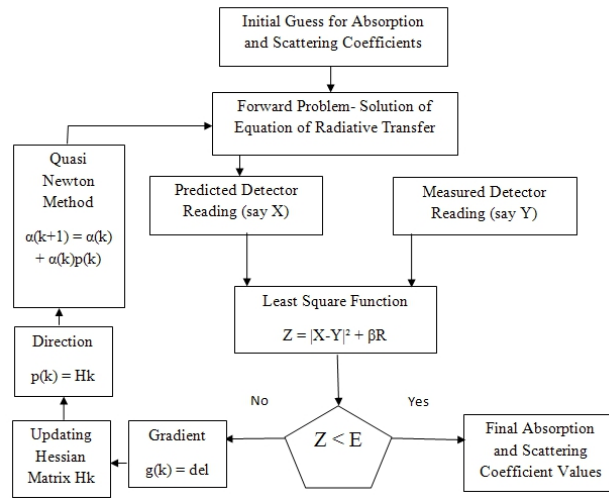 Initial Guess for Absorption
and Scattering Coefficients
Forward Problem- Solution of
Equation of Radiative Transfer
Quasi
Newton
Method
α(k+1) = α(k)
+ α(k)p(k)
Predicted Detector
Reading (say X)
Measured Detector
Reading (say Y)
Least Square Function
Z = |X-Y|² + βR
Direction
p(k) = Hk
No
Yes
Updating
Hessian
Matrix Hk
Gradient
g(k) = del
Z < E
Final Absorption
and Scattering
Coefficient Values